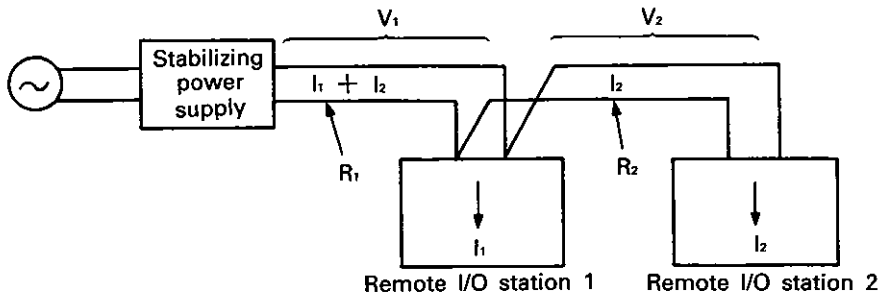 V₁
V₂
Stabilizing
power
supply
I₁ + I₂
I₂
R₁
R₂
I₁
I₂
Remote I/O station 1
Remote I/O station 2